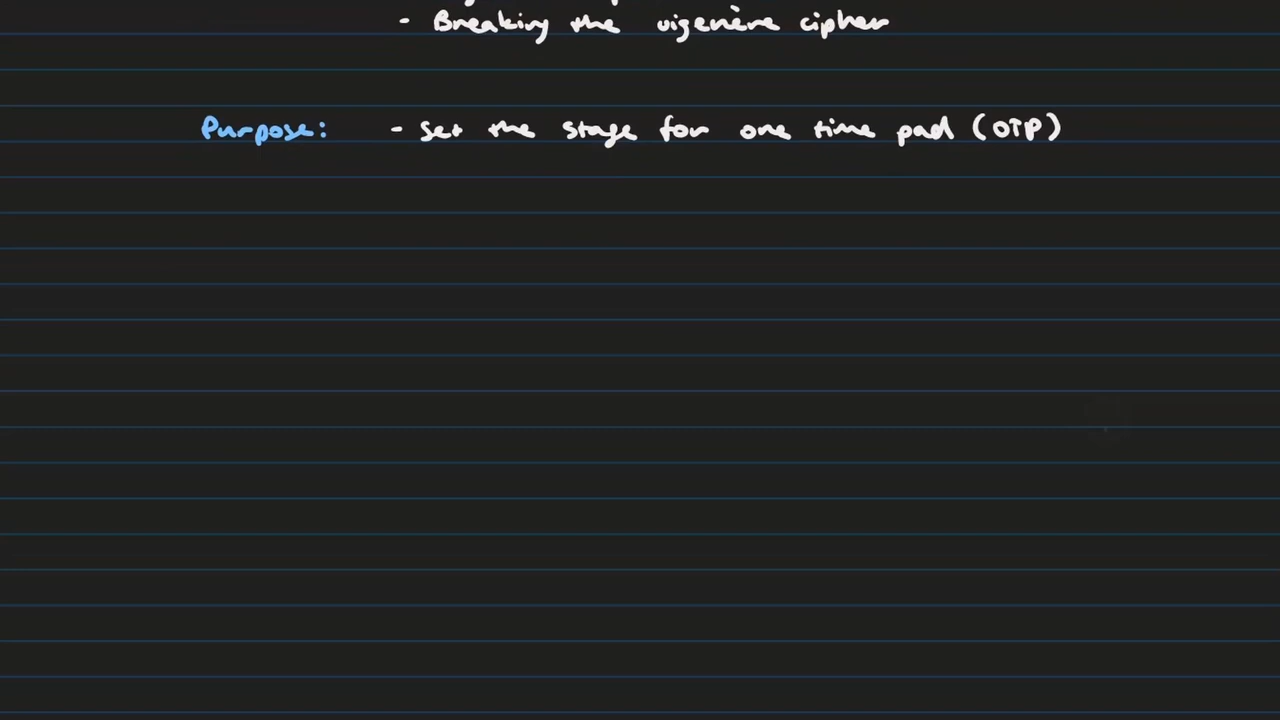 - Breaking the vigenère cipher
Purpose: - set the stage for one time pad (OTP)